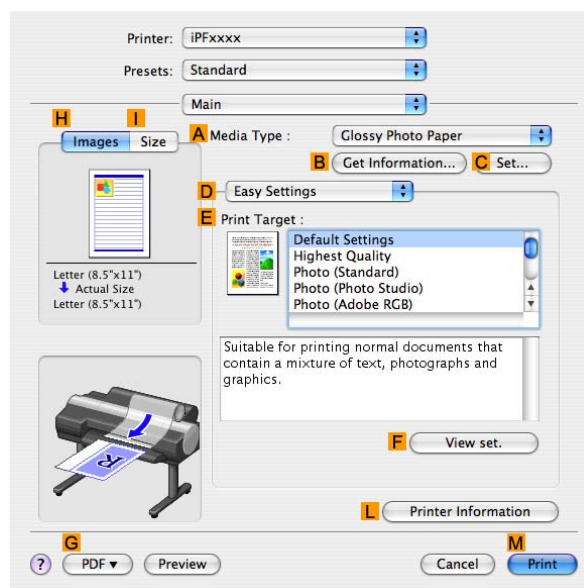 Printer: iPFxxxx
Presets: Standard
Main
H I
Images Size
A Media Type : Glossy Photo Paper
B Get Information... C Set...
D Easy Settings
E Print Target :
Default Settings
Highest Quality
Photo (Standard)
Photo (Photo Studio)
Photo (Adobe RGB)
Letter (8.5"x11")
Actual Size
Letter (8.5"x11")
Suitable for printing normal documents that
contain a mixture of text, photographs and
graphics.
F View set.
L Printer Information
G M
? PDF▼ Preview Cancel Print